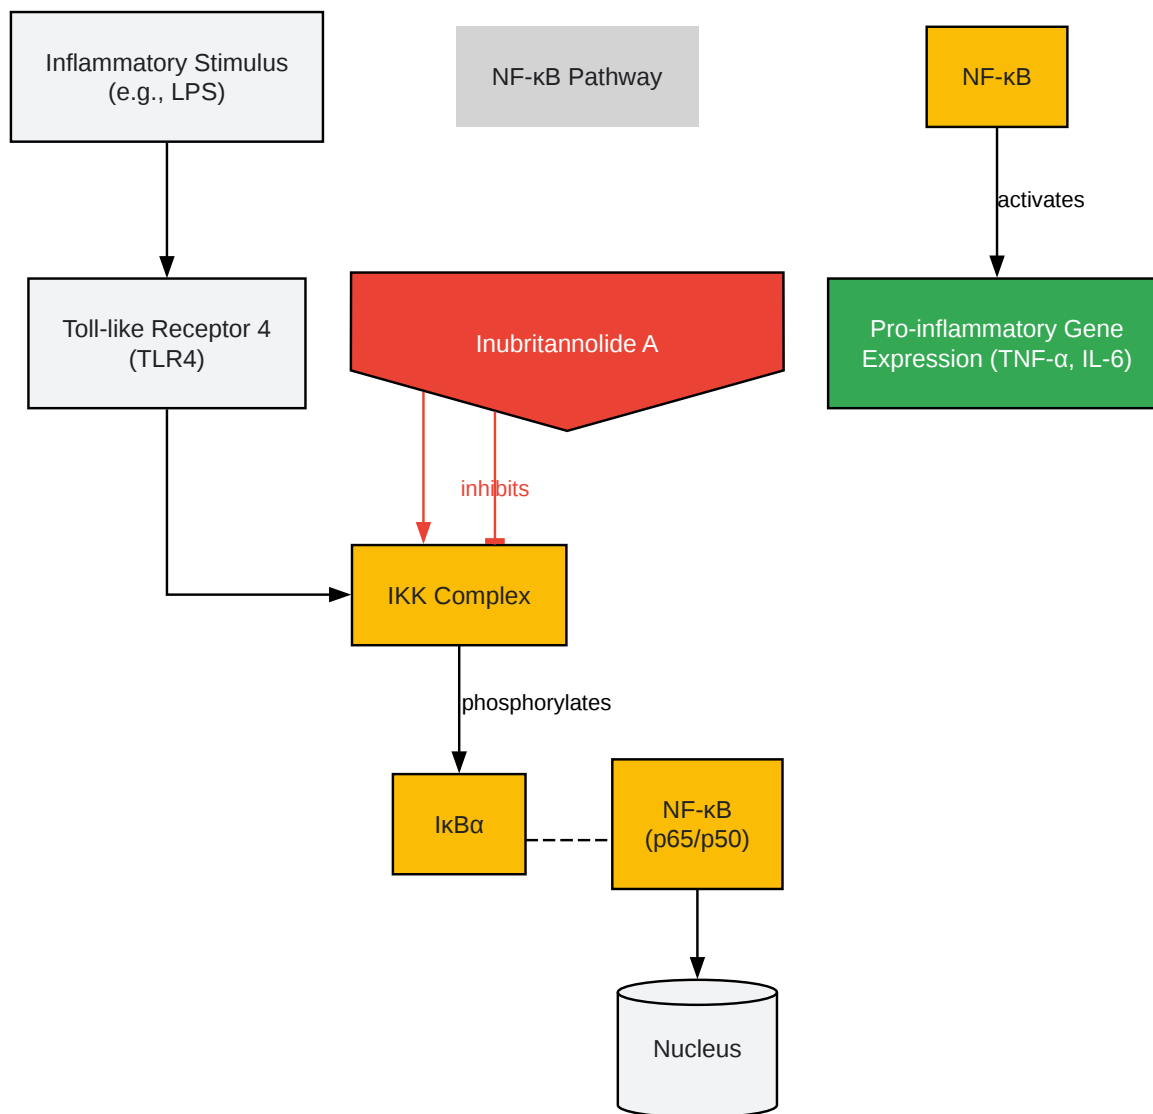 Inflammatory Stimulus
(e.g., LPS)
NF-κB Pathway
NF-κB
activates
Toll-like Receptor 4
(TLR4)
Inubritannolide A
Pro-inflammatory Gene
Expression (TNF-α, IL-6)
inhibits
IKK Complex
phosphorylates
IκBα
NF-κB
(p65/p50)
Nucleus